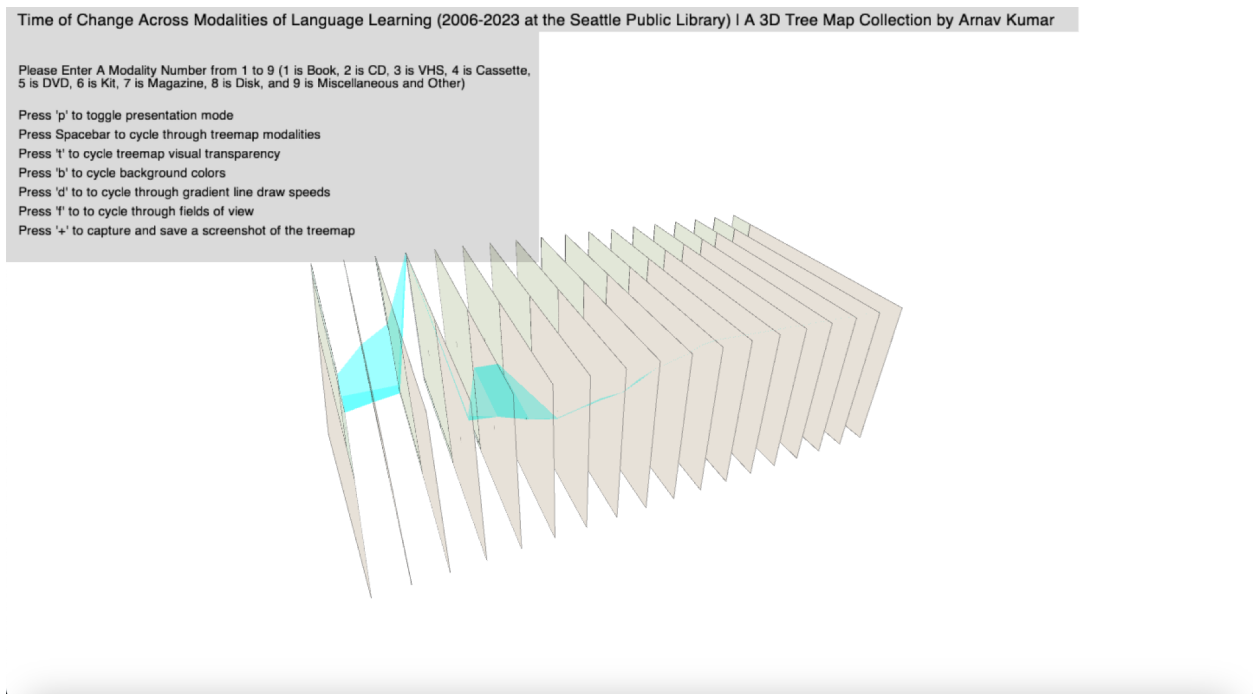 Time of Change Across Modalities of Language Learning (2006-2023 at the Seattle Public Library) | A 3D Tree Map Collection by Arnav Kumar
Please Enter A Modality Number from 1 to 9 (1 is Book, 2 is CD, 3 is VHS, 4 is Cassette,
5 is DVD, 6 is Kit, 7 is Magazine, 8 is Disk, and 9 is Miscellaneous and Other)
Press 'p' to toggle presentation mode
Press Spacebar to cycle through treemap modalities
Press 't' to cycle treemap visual transparency
Press 'b' to cycle background colors
Press 'd' to to cycle through gradient line draw speeds
Press 'f' to to cycle through fields of view
Press '+' to capture and save a screenshot of the treemap